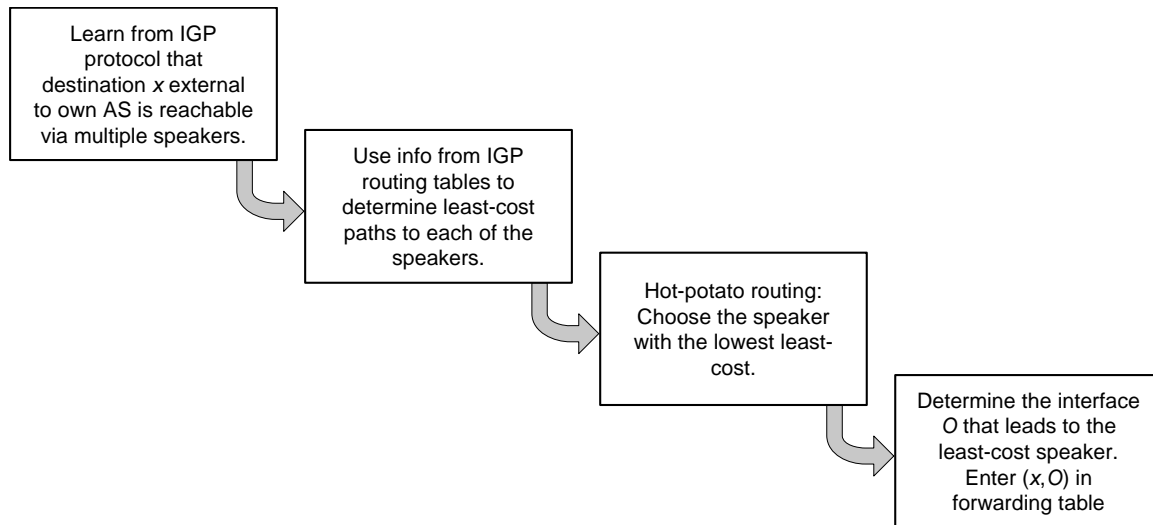 Learn from IGP
protocol that
destination x external
to own AS is reachable
via multiple speakers.
Use info from IGP
routing tables to
determine least-cost
paths to each of the
speakers.
Hot-potato routing:
Choose the speaker
with the lowest least-
cost.
Determine the interface
O that leads to the
least-cost speaker.
Enter (x,O) in
forwarding table